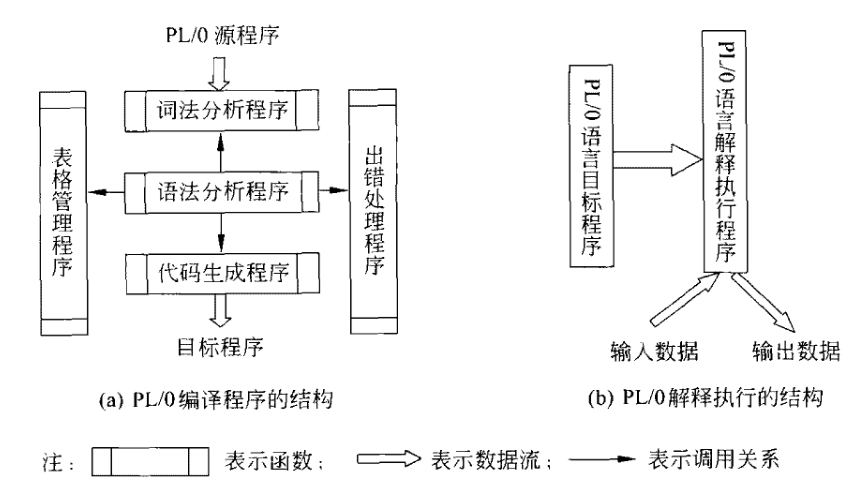 PL/0 源程序
词法分析程序
表格管理程序
语法分析程序
出错处理程序
代码生成程序
目标程序
(a) PL/0编译程序的结构
PL/0语言目标程序
PL/0语言解释执行程序
输入数据
输出数据
(b) PL/0解释执行的结构
注: 表示函数; 表示数据流; 表示调用关系